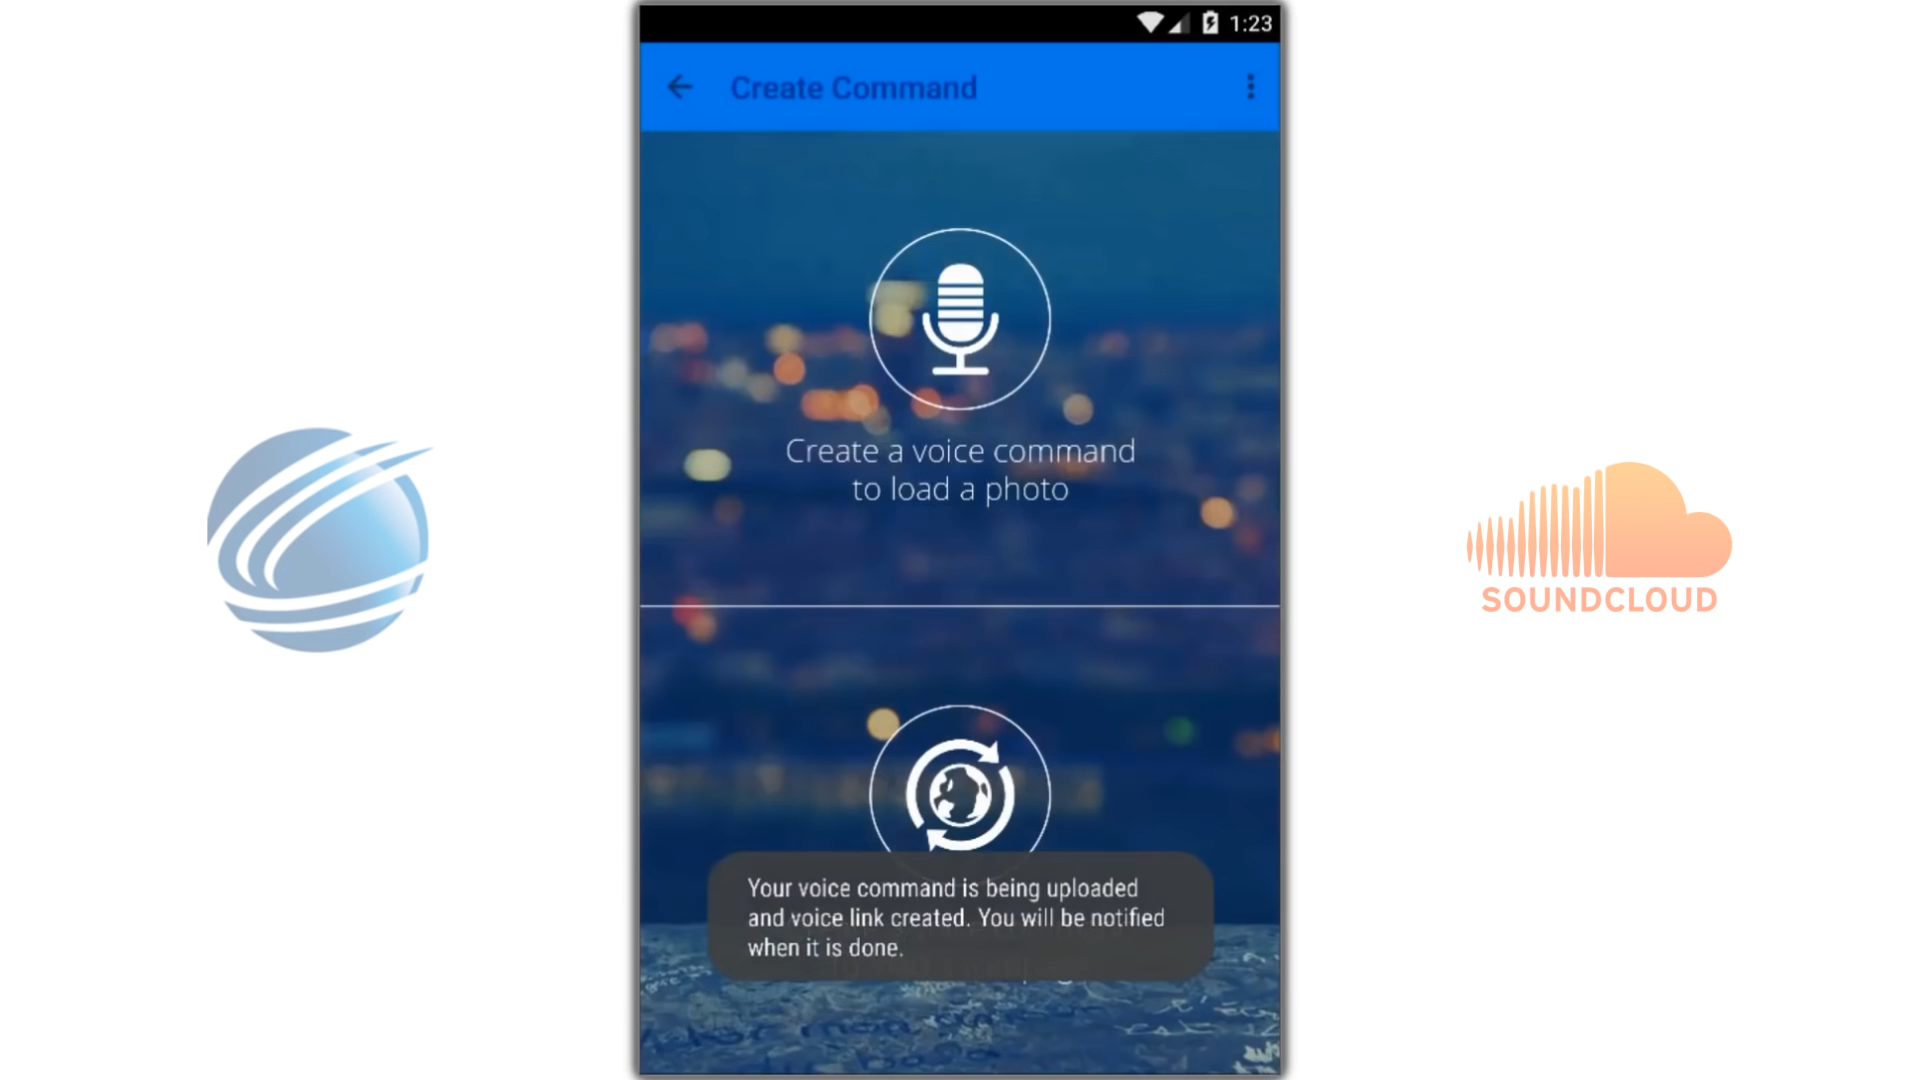 1:23
Create Command
Create a voice command
to load a photo
Your voice command is being uploaded
and voice link created. You will be notified
when it is done.
SOUNDCLOUD